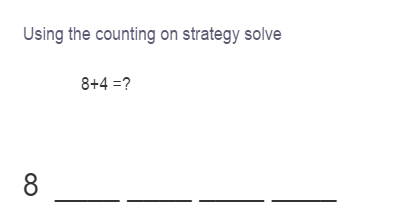 Using the counting on strategy solve
8+4 =?
8 ____ ____ ____ ____